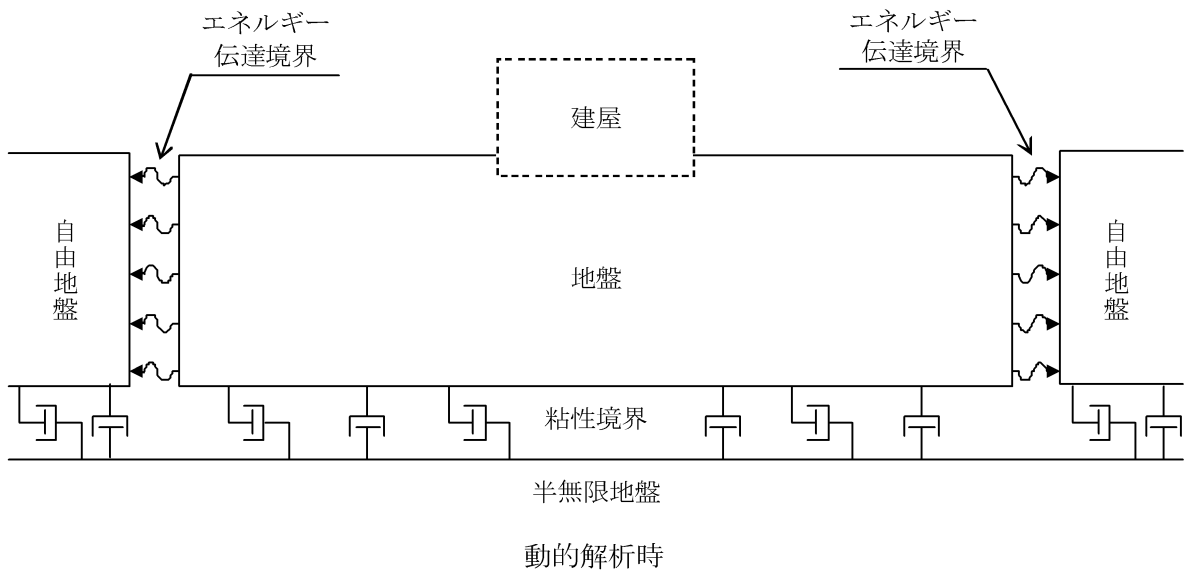 エネルギー
伝達境界
エネルギー
伝達境界
建屋
自由地盤
地盤
自由地盤
粘性境界
半無限地盤
動的解析時